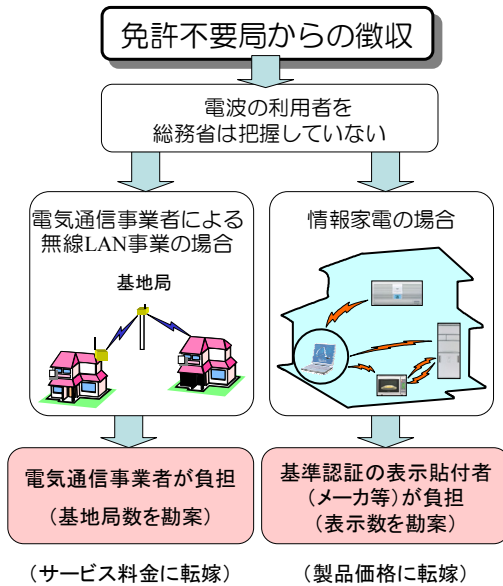 免許不要局からの徴収
電波の利用者を
総務省は把握していない
電気通信事業者による
無線LAN事業の場合
基地局
情報家電の場合
電気通信事業者が負担
(基地局数を勘案)
基準認証の表示貼付者
(メーカ等)が負担
(表示数を勘案)
(サービス料金に転嫁)
(製品価格に転嫁)